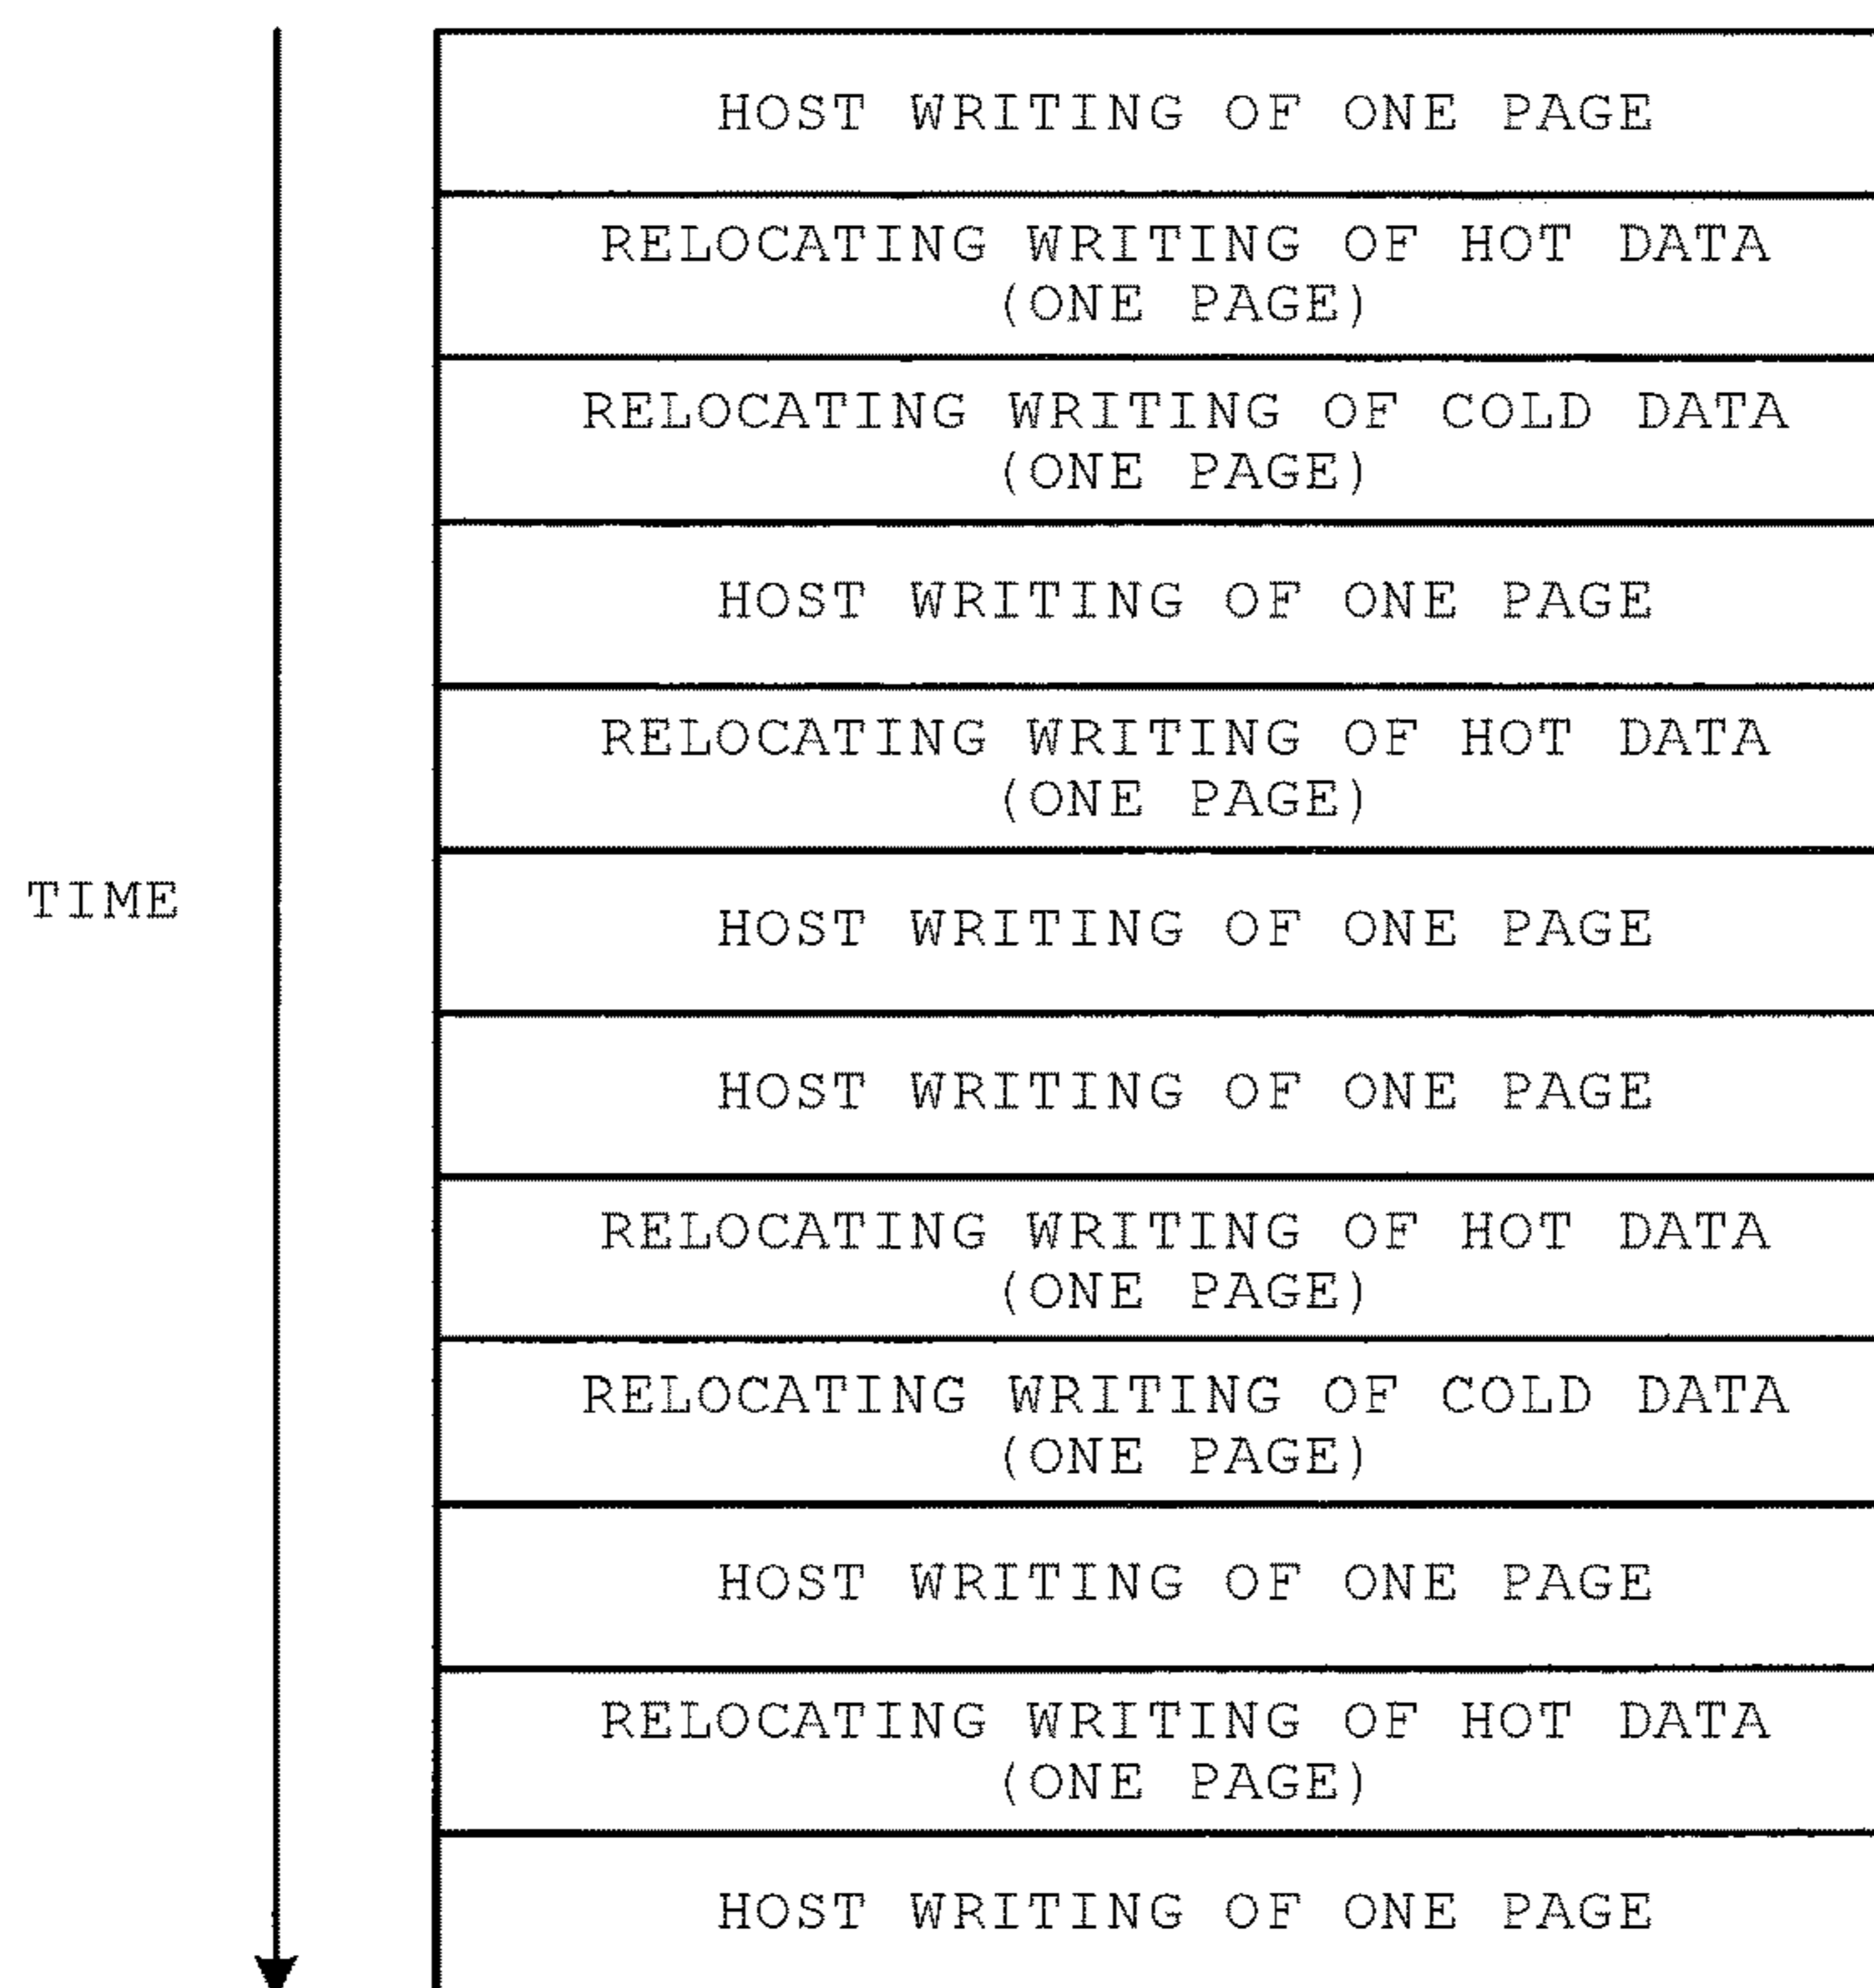 HOST WRITING OF ONE PAGE
RELOCATING WRITING OF HOT DATA
(ONE PAGE)
RELOCATING WRITING OF COLD DATA
(ONE PAGE)
HOST WRITING OF ONE PAGE
RELOCATING WRITING OF HOT DATA
(ONE PAGE)
TIME
HOST WRITING OF ONE PAGE
HOST WRITING OF ONE PAGE
RELOCATING WRITING OF HOT DATA
(ONE PAGE)
RELOCATING WRITING OF COLD DATA
(ONE PAGE)
HOST WRITING OF ONE PAGE
RELOCATING WRITING OF HOT DATA
(ONE PAGE)
HOST WRITING OF ONE PAGE